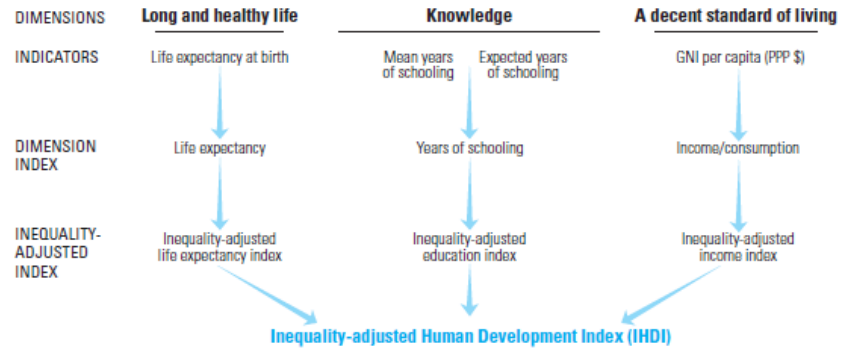 DIMENSIONS Long and healthy life Knowledge A decent standard of living
INDICATORS Life expectancy at birth Mean years of schooling Expected years of schooling GNI per capita (PPP $)
DIMENSION INDEX Life expectancy Years of schooling Income/consumption
INEQUALITY-ADJUSTED INDEX Inequality-adjusted life expectancy index Inequality-adjusted education index Inequality-adjusted income index
Inequality-adjusted Human Development Index (IHDI)